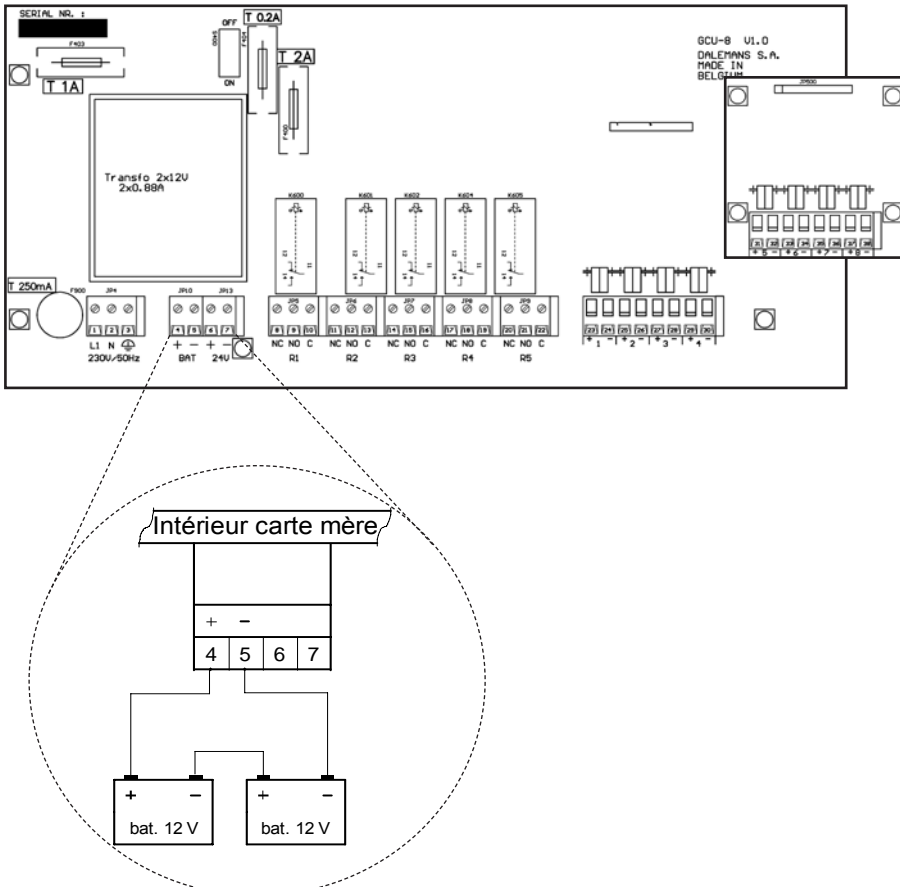 SERIAL NR. :
F403
T 1A
OFF
S400
ON
T 0.2A
F404
T 2A
F400
GCU-8 V1.0
DALEMANS S.A.
MADE IN
BELGIUM
JP500
Transfo 2x12V
2x0.88A
K600 K601 K602 K604 K605
31 32 33 34 35 36 37 38
+ 5 - + 6 - + 7 - + 8 -
T 250mA
F900
JP4 JP10 JP13 JP5 JP6 JP7 JP8 JP9
1 2 3 4 5 6 7 8 9 10 11 12 13 14 15 16 17 18 19 20 21 22 23 24 25 26 27 28 29 30
L1 N + − + − NC NO C NC NO C NC NO C NC NO C NC NO C + 1 - + 2 - + 3 - + 4 -
230V/50Hz BAT 24V R1 R2 R3 R4 R5
Intérieur carte mère
+ −
4 5 6 7
+ − + −
bat. 12 V bat. 12 V